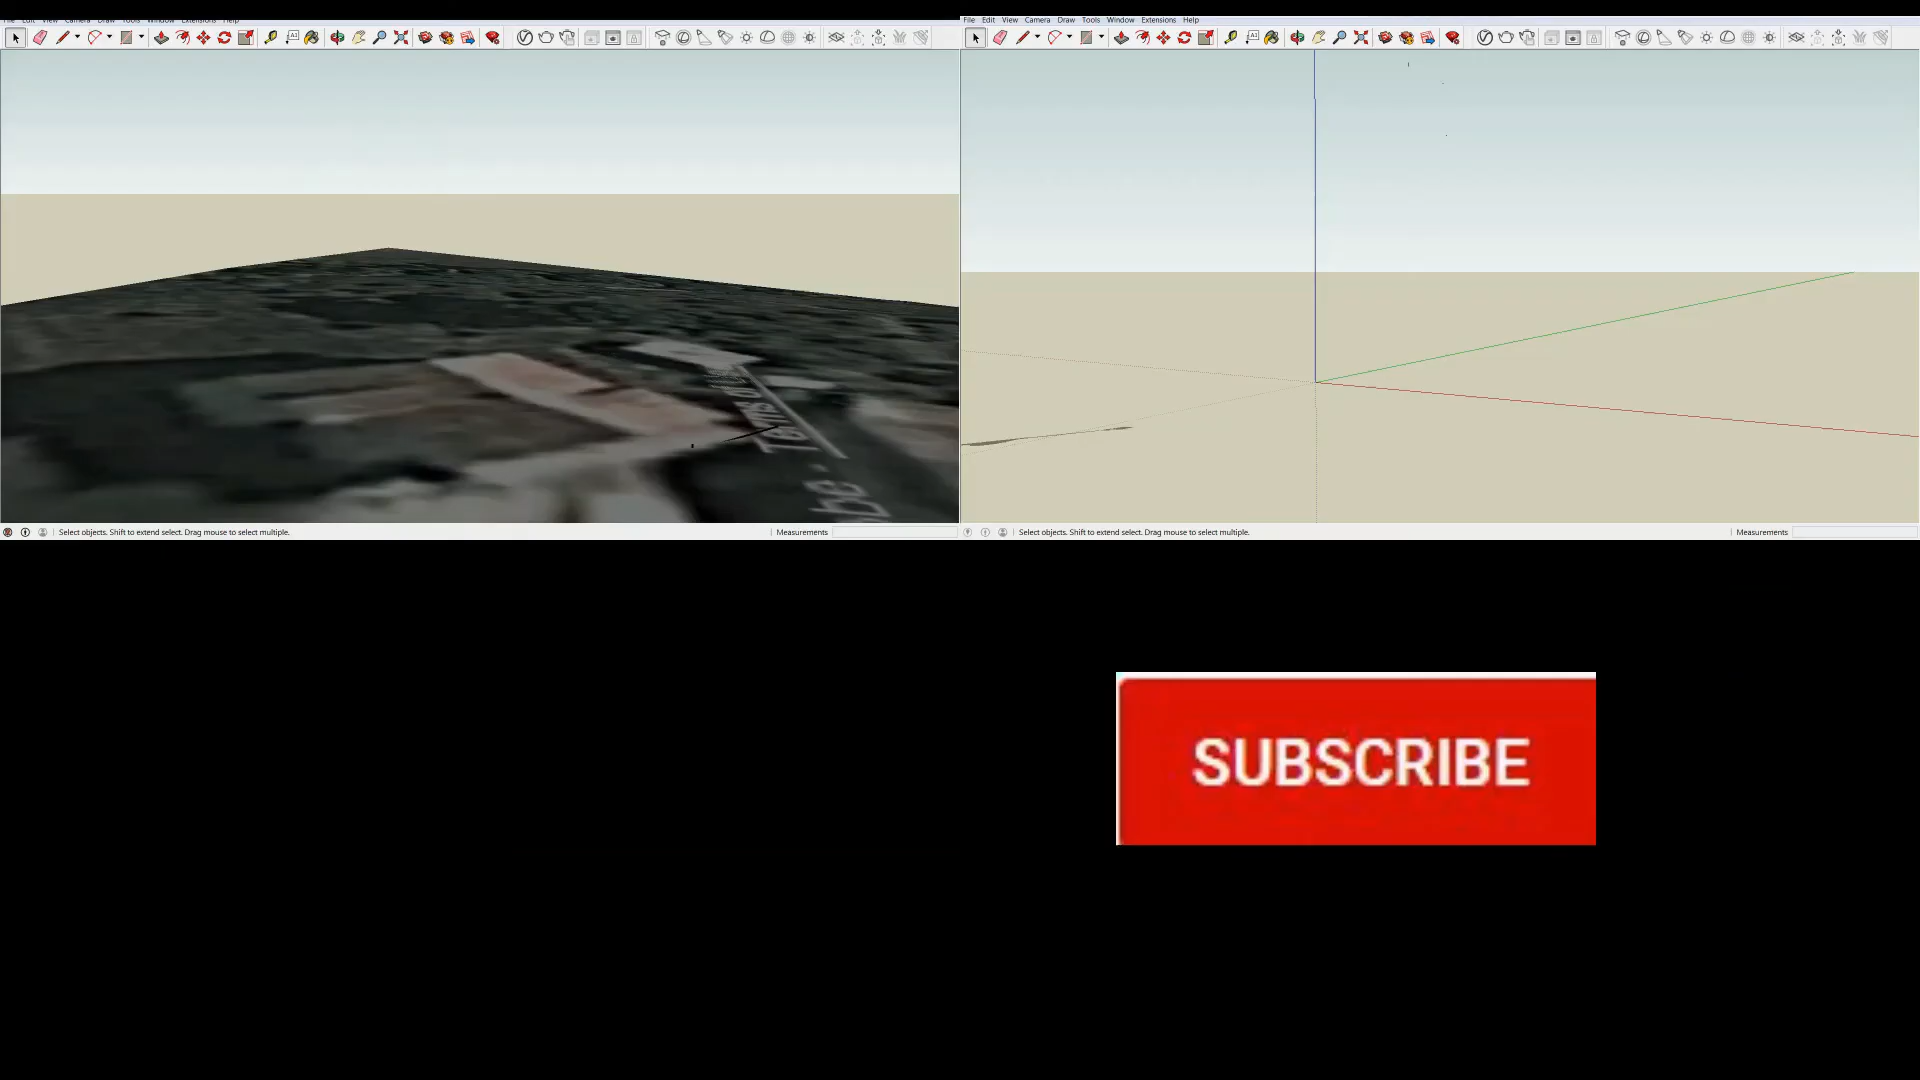 File Edit View Camera Draw Tools Window Extensions Help
File Edit View Camera Draw Tools Window Extensions Help
Terms
Select objects. Shift to extend select. Drag mouse to select multiple.
Measurements
Select objects. Shift to extend select. Drag mouse to select multiple.
Measurements
SUBSCRIBE